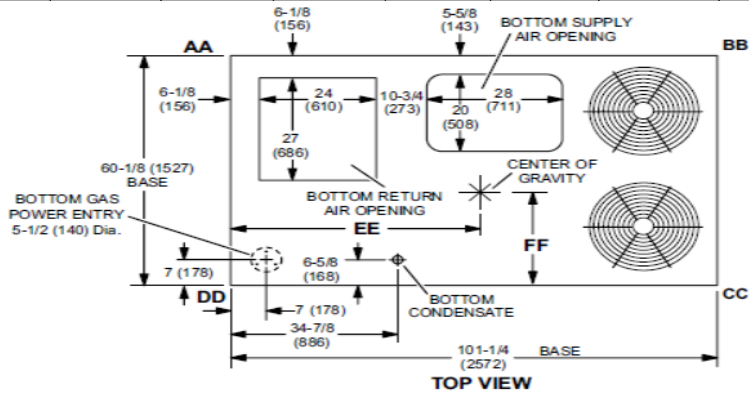 6-1/8
(156)
5-5/8
(143)
BOTTOM SUPPLY
AIR OPENING
AA
BB
6-1/8
(156)
24
(610)
10-3/4
(273)
28
(711)
20
(508)
27
(686)
60-1/8 (1527)
BASE
CENTER OF
GRAVITY
BOTTOM GAS
POWER ENTRY
5-1/2 (140) Dia.
BOTTOM RETURN
AIR OPENING
EE
FF
7 (178)
6-5/8
(168)
DD
7 (178)
BOTTOM
CONDENSATE
CC
34-7/8
(886)
101-1/4
(2572)
BASE
TOP VIEW